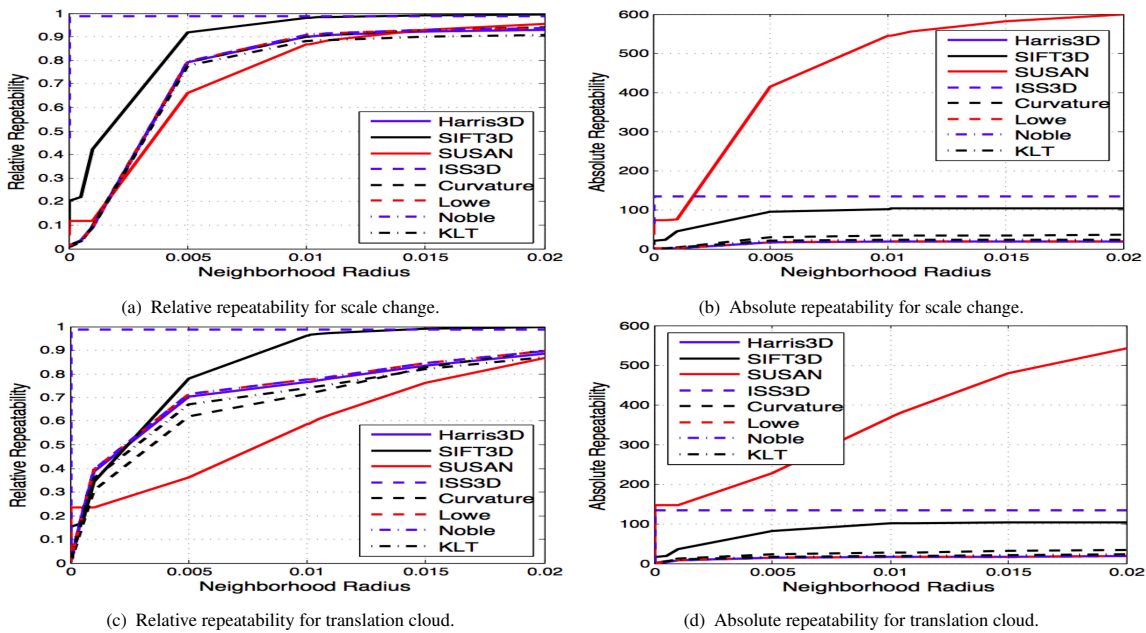 1
0.9
0.8
0.7
0.6
0.5
0.4
0.3
0.2
0.1
0
Relative Repetability
Harris3D
SIFT3D
SUSAN
ISS3D
Curvature
Lowe
Noble
KLT
0.005 0.01 0.015 0.02
Neighborhood Radius
(a) Relative repeatability for scale change.
600
500
400
300
200
100
0
Absolute Repetability
Harris3D
SIFT3D
SUSAN
ISS3D
Curvature
Lowe
Noble
KLT
0 0.005 0.01 0.015 0.02
Neighborhood Radius
(b) Absolute repeatability for scale change.
1
0.9
0.8
0.7
0.6
0.5
0.4
0.3
0.2
0.1
0
Relative Repeatability
Harris3D
SIFT3D
SUSAN
ISS3D
Curvature
Lowe
Noble
KLT
0 0.005 0.01 0.015 0.02
Neighborhood Radius
(c) Relative repeatability for translation cloud.
600
500
400
300
200
100
0
Absolute Repeatability
Harris3D
SIFT3D
SUSAN
ISS3D
Curvature
Lowe
Noble
KLT
0 0.005 0.01 0.015 0.02
Neighborhood Radius
(d) Absolute repeatability for translation cloud.